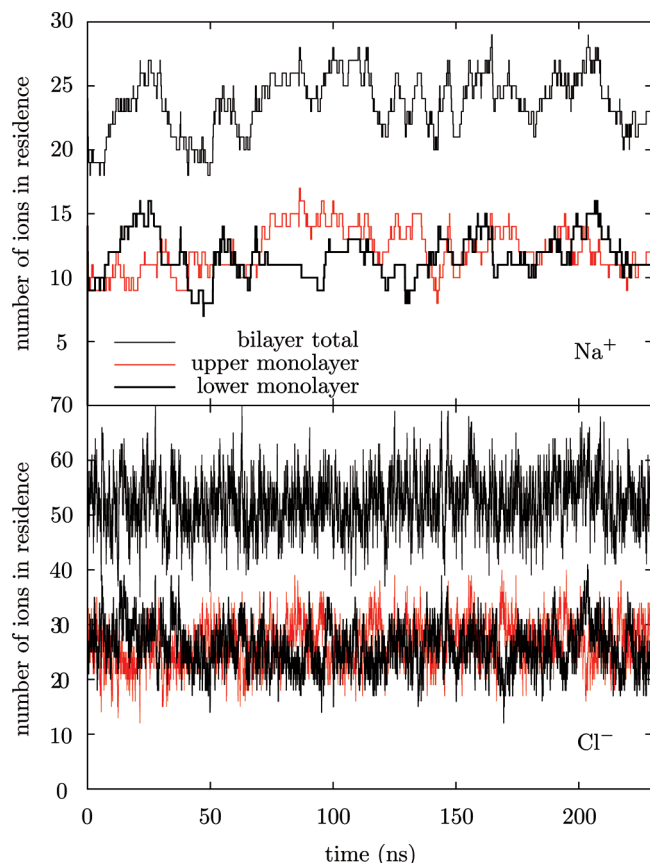 30
25
20
15
10
5
number of ions in residence
bilayer total
upper monolayer
lower monolayer
Na+
70
60
50
40
30
20
10
0
number of ions in residence
Cl−
0 50 100 150 200
time (ns)